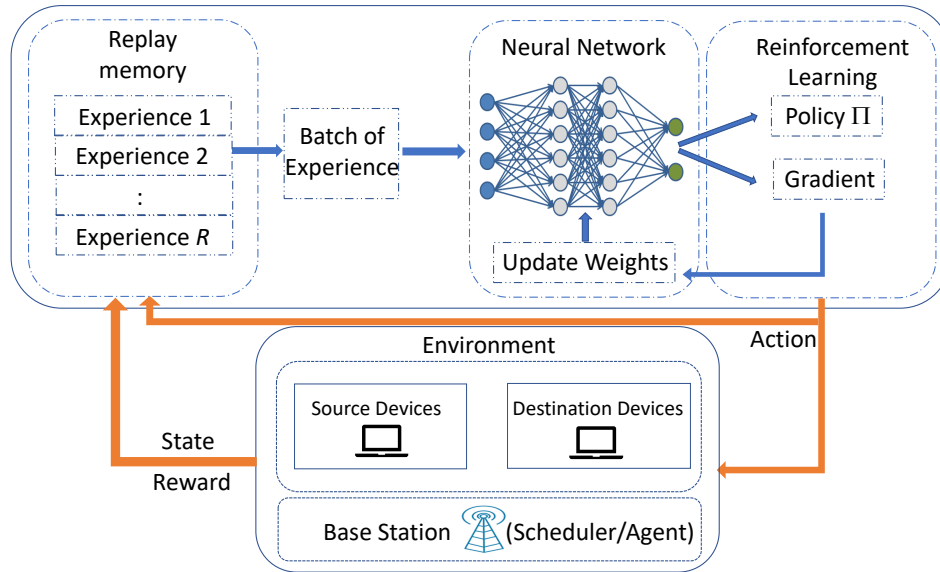 Replay
memory
Experience 1
Experience 2
:
Experience R
Batch of
Experience
Neural Network
Update Weights
Reinforcement
Learning
Policy Π
Gradient
Action
State
Reward
Environment
Source Devices
Destination Devices
Base Station (Scheduler/Agent)